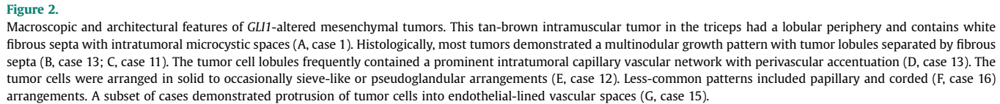 Figure 2.
Macroscopic and architectural features of GLI1-altered mesenchymal tumors. This tan-brown intramuscular tumor in the triceps had a lobular periphery and contains white
fibrous septa with intratumoral microcystic spaces (A, case 1). Histologically, most tumors demonstrated a multinodular growth pattern with tumor lobules separated by fibrous
septa (B, case 13; C, case 11). The tumor cell lobules frequently contained a prominent intratumoral capillary vascular network with perivascular accentuation (D, case 13). The
tumor cells were arranged in solid to occasionally sieve-like or pseudoglandular arrangements (E, case 12). Less-common patterns included papillary and corded (F, case 16)
arrangements. A subset of cases demonstrated protrusion of tumor cells into endothelial-lined vascular spaces (G, case 15).